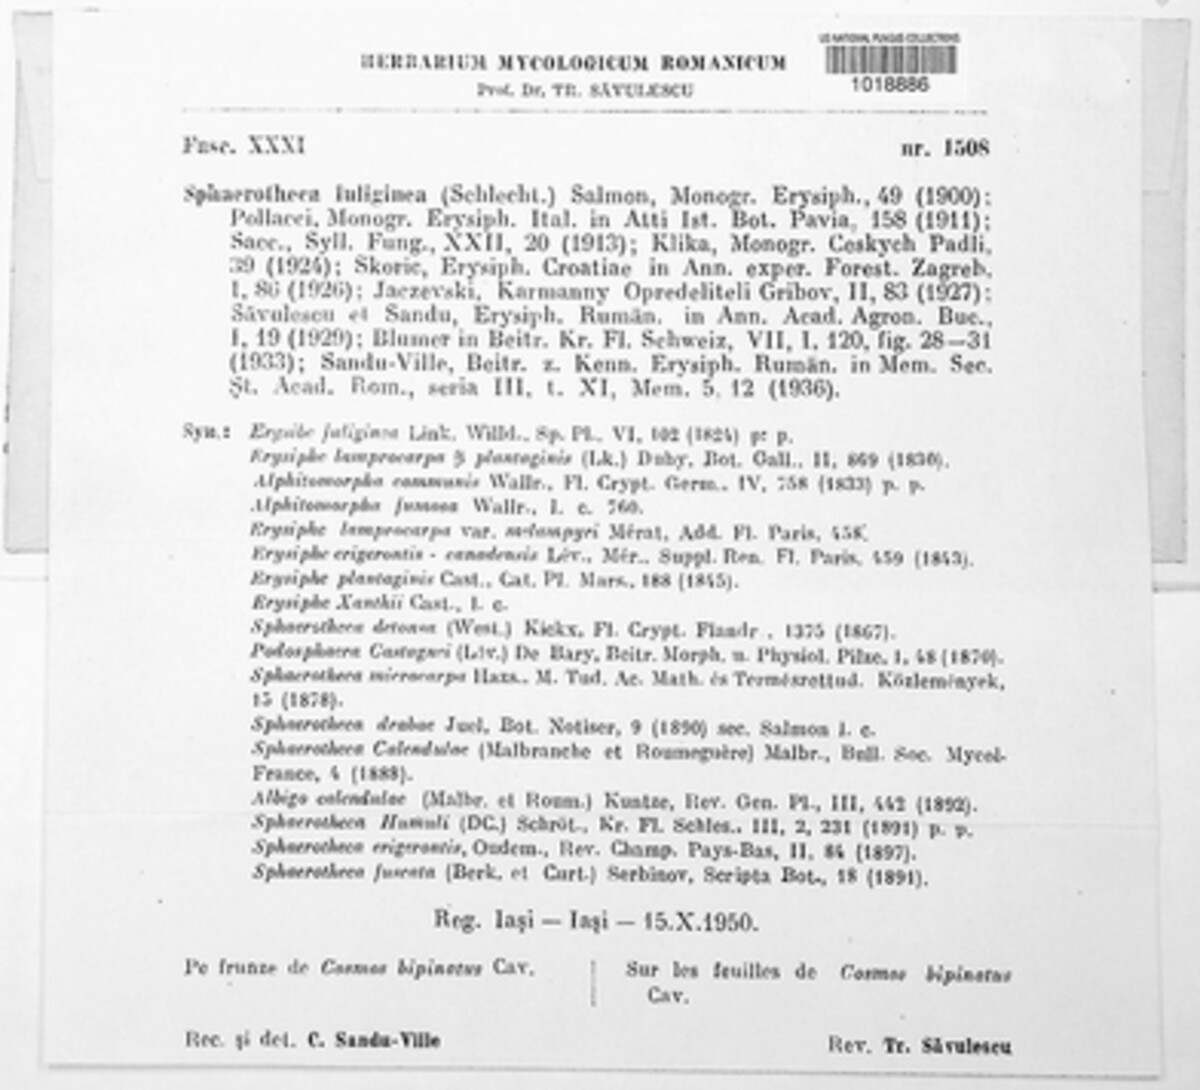 HERBARIUM MYCOLOGICUM ROMANICUM
US NATIONAL FUNGUS COLLECTIONS
1018886
Prof. Dr. TR. SĂVULESCU
Fasc. XXXI
nr. 1508
Sphaerotheca fuliginea (Schlecht.) Salmon, Monogr. Erysiph., 49 (1900);
Pollacci, Monogr. Erysiph. Ital. in Atti Ist. Bot. Pavia, 158 (1911);
Sacc., Syll. Fung., XXII, 20 (1913); Klika, Monogr. Ceskych Padli,
39 (1924); Skoric, Erysiph. Croatiae in Ann. exper. Forest. Zagreb,
I, 86 (1926); Jaczevski, Karmanny Opredeliteli Gribov, II, 83 (1927);
Săvulescu et Sandu, Erysiph. Rumän. in Ann. Acad. Agron. Buc.,
I, 19 (1929); Blumer in Beitr. Kr. Fl. Schweiz, VII, I, 120, fig. 28—31
(1933); Sandu-Ville, Beitr. z. Kenn. Erysiph. Rumän. in Mem. Sec.
Șt. Acad. Rom., seria III, t. XI, Mem. 5, 12 (1936).
Syn.: Erysibe fuliginea Link, Willd., Sp. Pl., VI, 102 (1824) p. p.
Erysiphe lamprocarpa β plantaginis (Lk.) Duby, Bot. Gall., II, 869 (1830).
Alphitomorpha communis Wallr., Fl. Crypt. Germ., IV, 758 (1833) p. p.
Alphitomorpha fumosa Wallr., l. c. 760.
Erysiphe lamprocarpa var. melampyri Mérat, Add. Fl. Paris, 458.
Erysiphe erigerontis - canadensis Lév., Mér., Suppl. Ren. Fl. Paris, 459 (1843).
Erysiphe plantaginis Cast., Cat. Pl. Mars., 188 (1845).
Erysiphe Xanthii Cast., l. c.
Sphaerotheca detonsa (West.) Kickx, Fl. Crypt. Flandr., 1375 (1867).
Podosphaera Castagnei (Lév.) De Bary, Beitr. Morph. u. Physiol. Pilze, 1, 48 (1870).
Sphaerotheca microcarpa Hazs., M. Tud. Ac. Math. és Természettud. Közlemények,
15 (1878).
Sphaerotheca drabae Juel, Bot. Notiser, 9 (1890) sec. Salmon l. c.
Sphaerotheca Calendulae (Malbranche et Roumeguère) Malbr., Bull. Soc. Mycol.
France, 4 (1888).
Albigo calendulae (Malbr. et Roum.) Kuntze, Rev. Gen. Pl., III, 442 (1892).
Sphaerotheca Humuli (DC.) Schröt., Kr. Fl. Schles., III, 2, 231 (1891) p. p.
Sphaerotheca erigerontis, Oudem., Rev. Champ. Pays-Bas, II, 84 (1897).
Sphaerotheca fuscata (Berk. et Curt.) Serbinov, Scripta Bot., 18 (1891).
Reg. Iași — Iași — 15.X.1950.
Pe frunze de Cosmos bipinatus Cav.
Sur les feuilles de Cosmos bipinatus
Cav.
Rec. și det. C. Sandu-Ville
Rev. Tr. Săvulescu